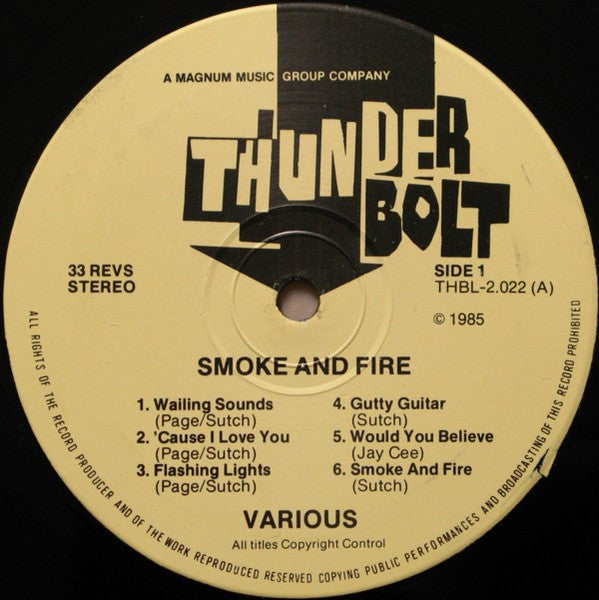 A MAGNUM MUSIC GROUP COMPANY
THUNDER
BOLT
33 REVS
STEREO
SIDE 1
THBL-2.022 (A)
© 1985
SMOKE AND FIRE
1. Wailing Sounds
(Page/Sutch)
2. 'Cause I Love You
(Page/Sutch)
3. Flashing Lights
(Page/Sutch)
4. Gutty Guitar
(Sutch)
5. Would You Believe
(Jay Cee)
6. Smoke And Fire
(Sutch)
VARIOUS
All titles Copyright Control
ALL RIGHTS OF THE RECORD PRODUCER AND OF THE WORK REPRODUCED RESERVED COPYING PUBLIC PERFORMANCES AND BROADCASTING OF THIS RECORD PROHIBITED